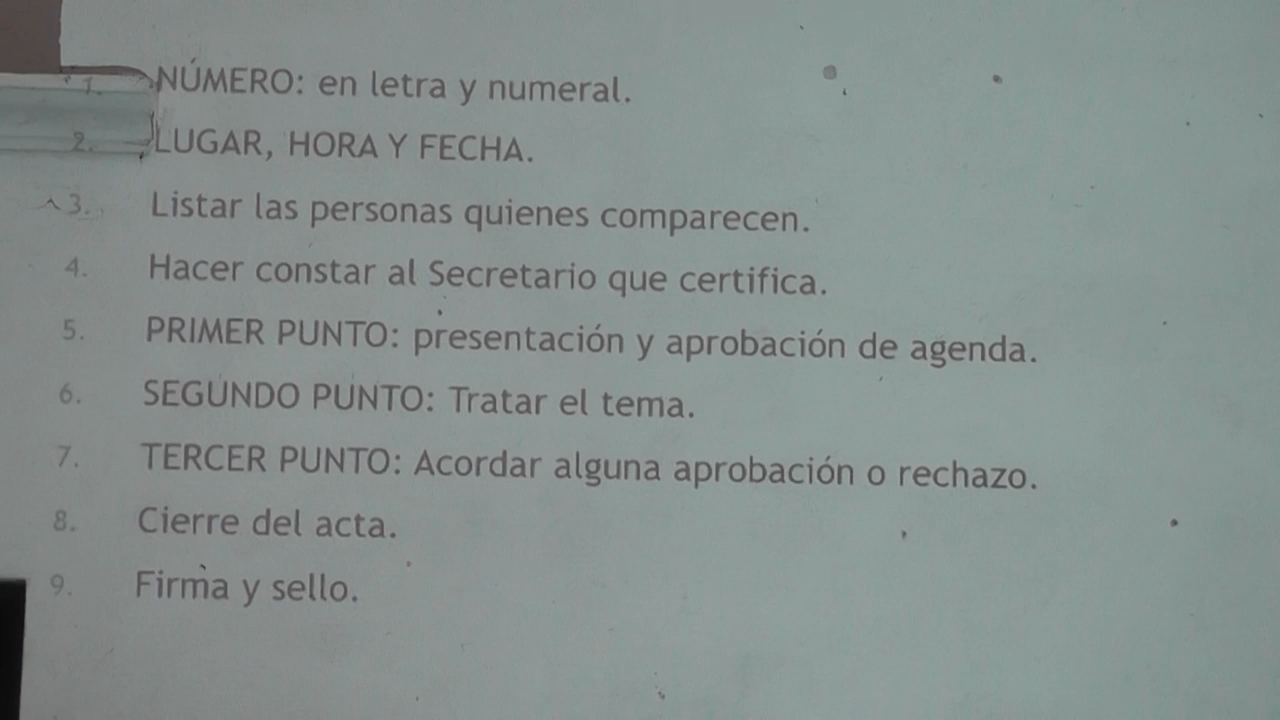 1. NÚMERO: en letra y numeral.
2. LUGAR, HORA Y FECHA.
3. Listar las personas quienes comparecen.
4. Hacer constar al Secretario que certifica.
5. PRIMER PUNTO: presentación y aprobación de agenda.
6. SEGUNDO PUNTO: Tratar el tema.
7. TERCER PUNTO: Acordar alguna aprobación o rechazo.
8. Cierre del acta.
9. Firma y sello.